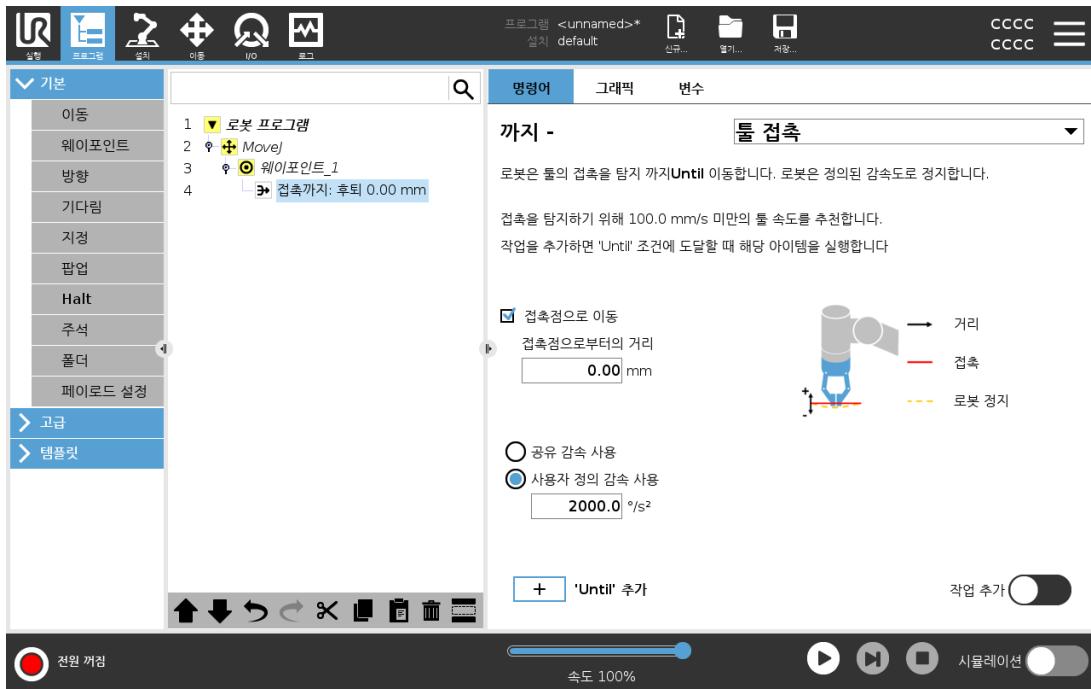 프로그램 <unnamed>*
설치 default
UR
실행
프로그램
설치
이동
I/O
로그
신규...
열기...
저장...
CCCC
CCCC
기본
이동
웨이포인트
방향
기다림
지정
팝업
Halt
주석
폴더
페이로드 설정
고급
템플릿
1 로봇 프로그램
2 MoveJ
3 웨이포인트_1
4 접촉까지: 후퇴 0.00 mm
명령어 그래픽 변수
까지 - 툴 접촉
로봇은 툴의 접촉을 탐지 까지Until 이동합니다. 로봇은 정의된 감속도로 정지합니다.
접촉을 탐지하기 위해 100.0 mm/s 미만의 툴 속도를 추천합니다.
작업을 추가하면 'Until' 조건에 도달할 때 해당 아이템을 실행합니다
접촉점으로 이동
접촉점으로부터의 거리
0.00 mm
+
-
거리
접촉
로봇 정지
공유 감속 사용
사용자 정의 감속 사용
2000.0 °/s²
+ 'Until' 추가
작업 추가
전원 꺼짐
속도 100%
시뮬레이션